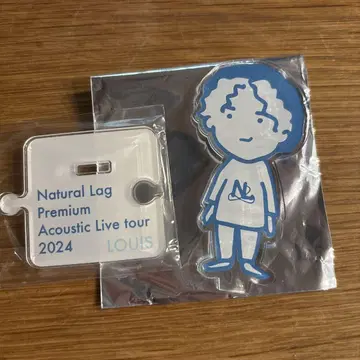 Natural Lag
Premium
Acoustic Live tour
2024 LOUIS
N